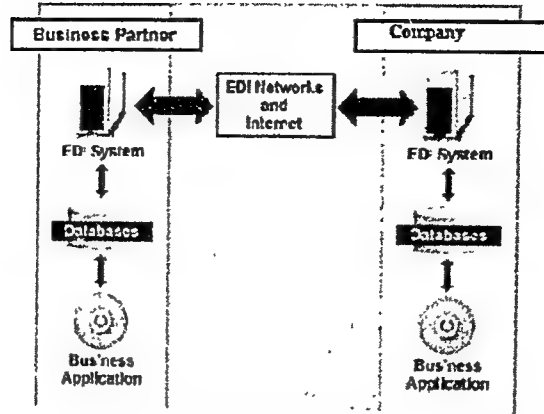 Business Partner
Company
EDI Networks
and
Internet
EDI System
EDI System
Databases
Databases
Business
Application
Business
Application